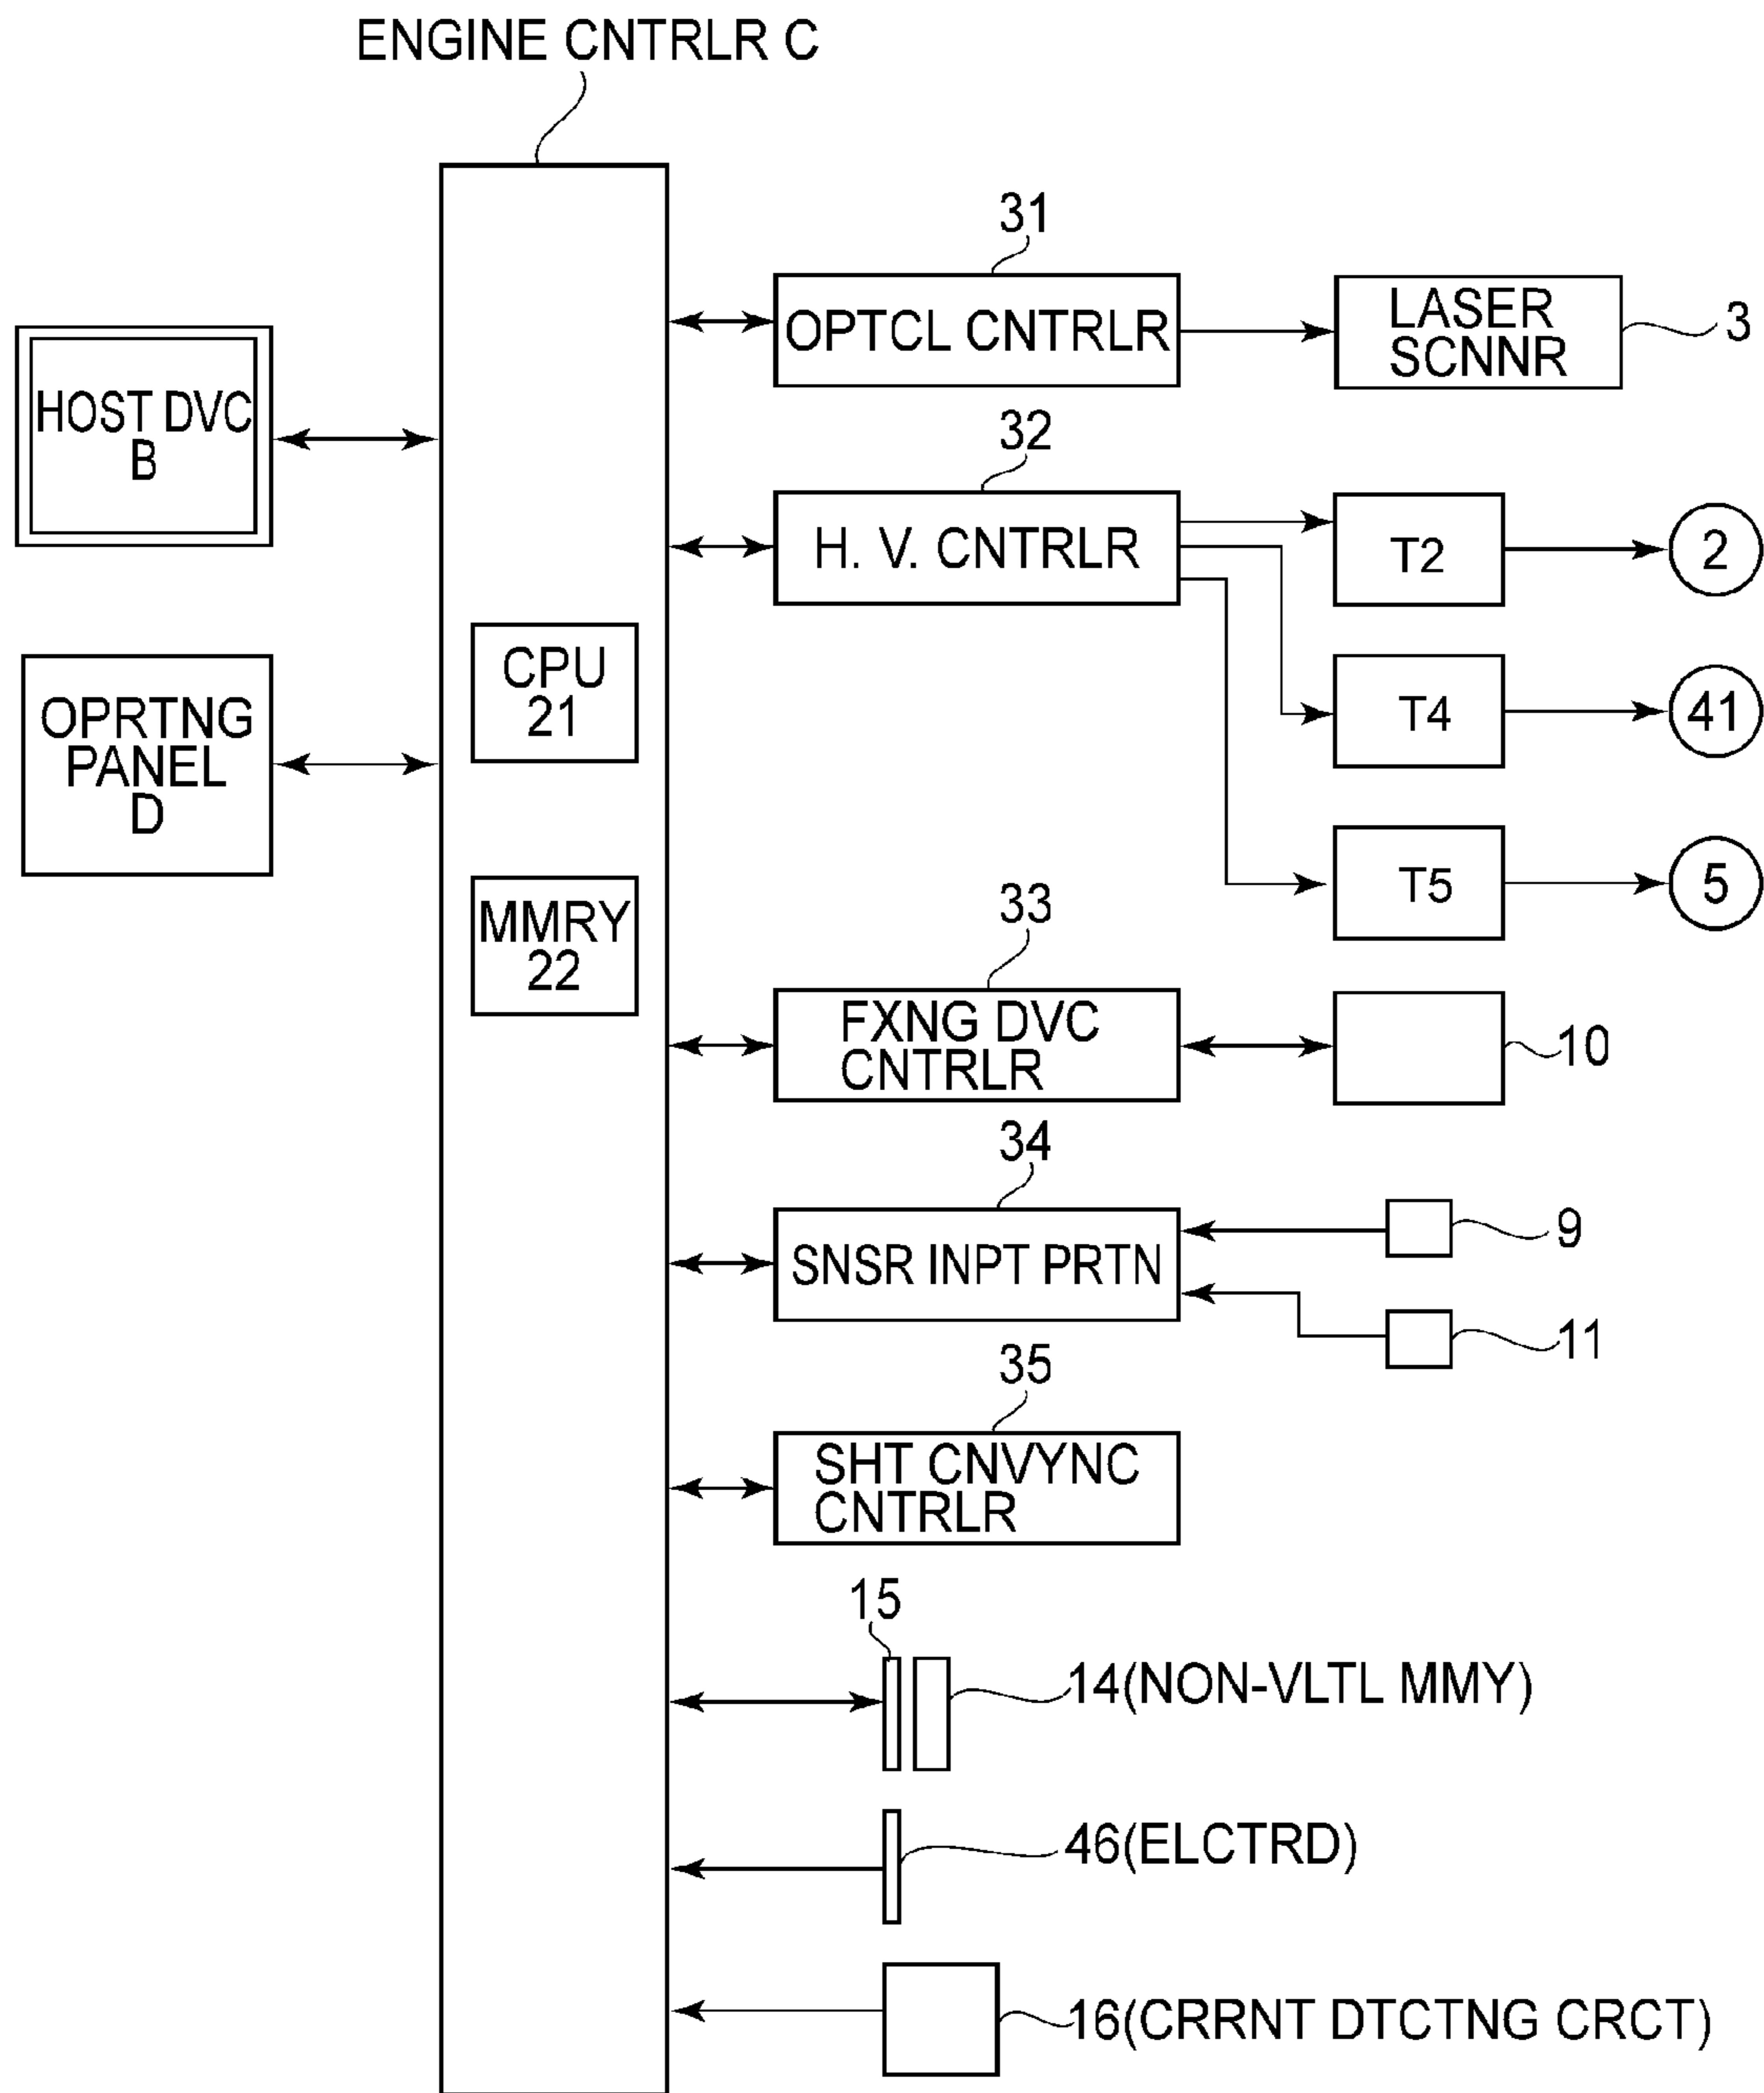 ENGINE CNTRLR C
31
OPTCL CNTRLR
LASER
SCNNR
3
HOST DVC
B
32
H. V. CNTRLR
T2
2
CPU
21
OPRTNG
PANEL
D
T4
41
T5
5
MMRY
22
33
FXNG DVC
CNTRLR
10
34
SNSR INPT PRTN
9
11
35
SHT CNVYNC
CNTRLR
15
14(NON-VLTL MMY)
46(ELCTRD)
16(CRRNT DTCTNG CRCT)